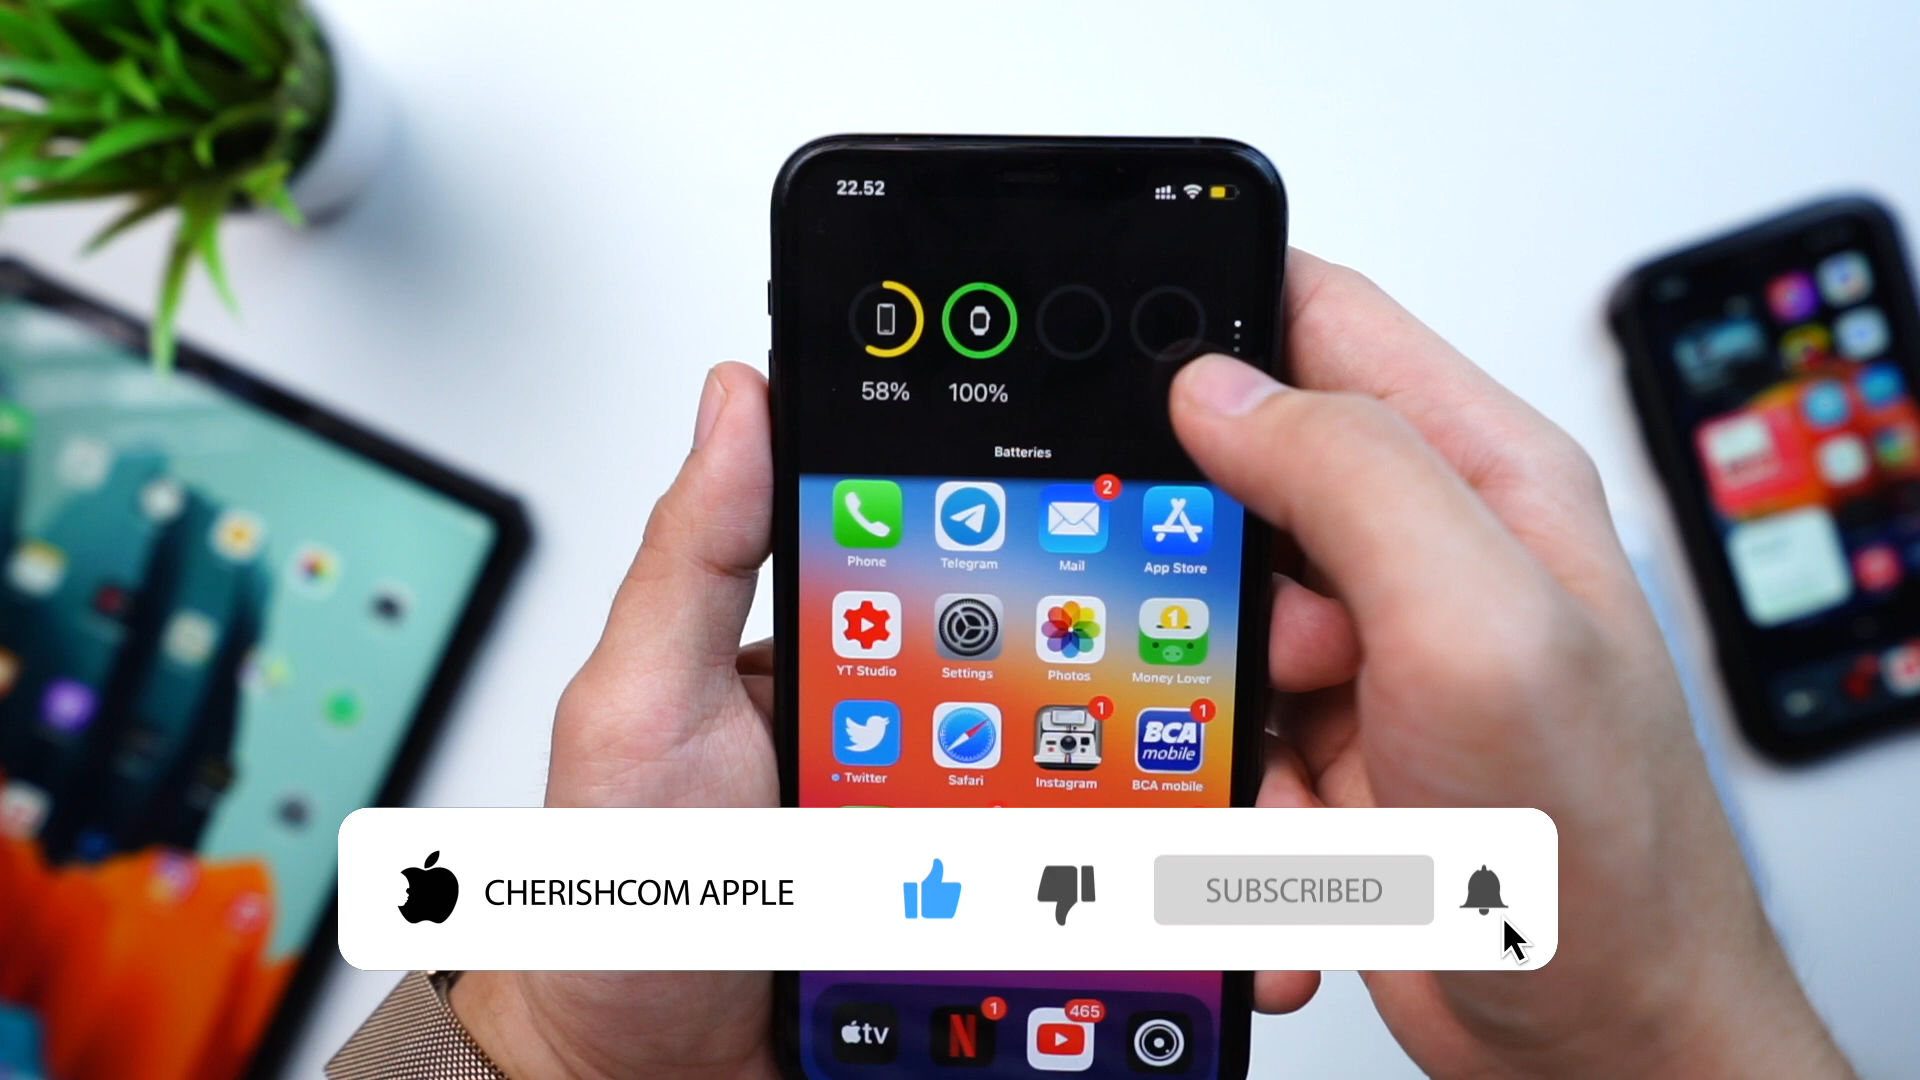 22.52
58% 100%
Batteries
2
Phone Telegram Mail App Store
1
YT Studio Settings Photos Money Lover
1 1
BCA
mobile
Twitter Safari Instagram BCA mobile
CHERISHCOM APPLE SUBSCRIBED
1 465
tv N